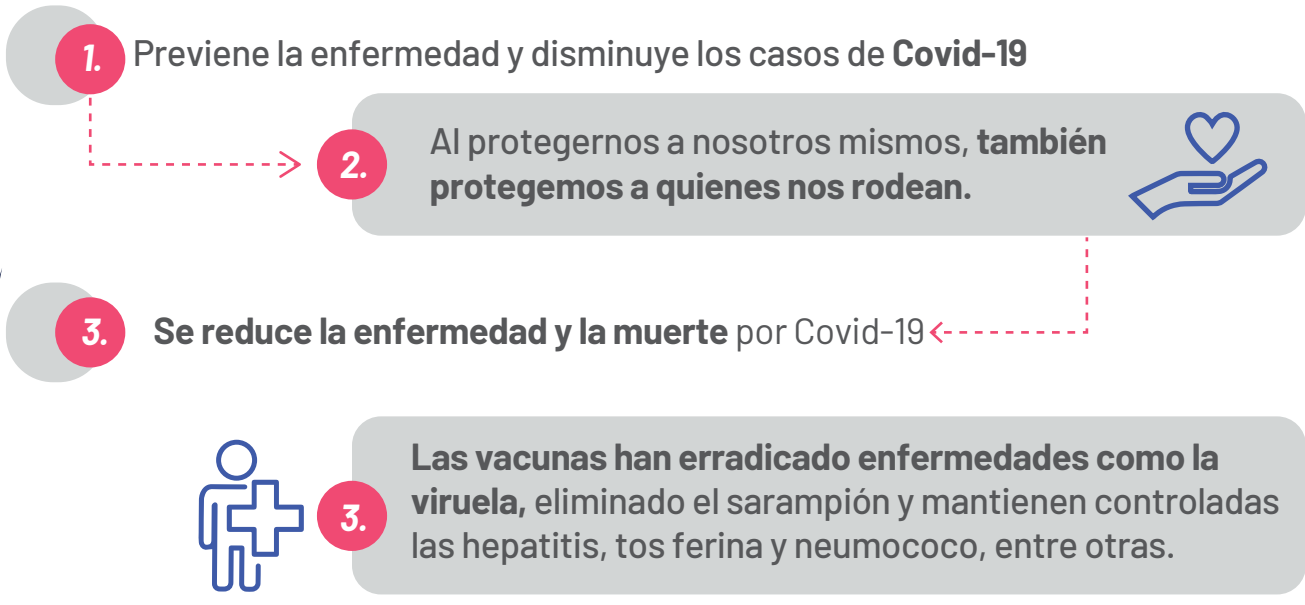 1. Previene la enfermedad y disminuye los casos de Covid-19
2. Al protegernos a nosotros mismos, también
protegemos a quienes nos rodean.
3. Se reduce la enfermedad y la muerte por Covid-19
3. Las vacunas han erradicado enfermedades como la
viruela, eliminado el sarampión y mantienen controladas
las hepatitis, tos ferina y neumococo, entre otras.